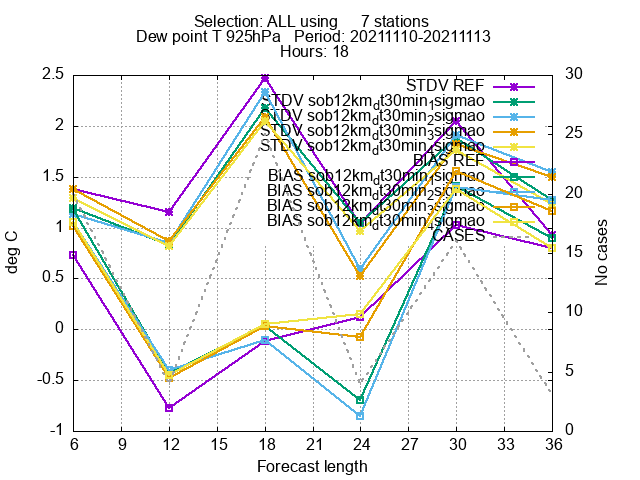 Selection: ALL using 7 stations
Dew point T 925hPa Period: 20211110-20211113
Hours: 18
STDV REF
STDV sob12km_dt30min_1sigmao
STDV sob12km_dt30min_2sigmao
STDV sob12km_dt30min_3sigmao
STDV sob12km_dt30min_4sigmao
BIAS REF
BIAS sob12km_dt30min_1sigmao
BIAS sob12km_dt30min_2sigmao
BIAS sob12km_dt30min_3sigmao
BIAS sob12km_dt30min_4sigmao
CASES
deg C
2.5
2
1.5
1
0.5
0
-0.5
-1
No cases
30
25
20
15
10
5
0
6 9 12 15 18 21 24 27 30 33 36
Forecast length